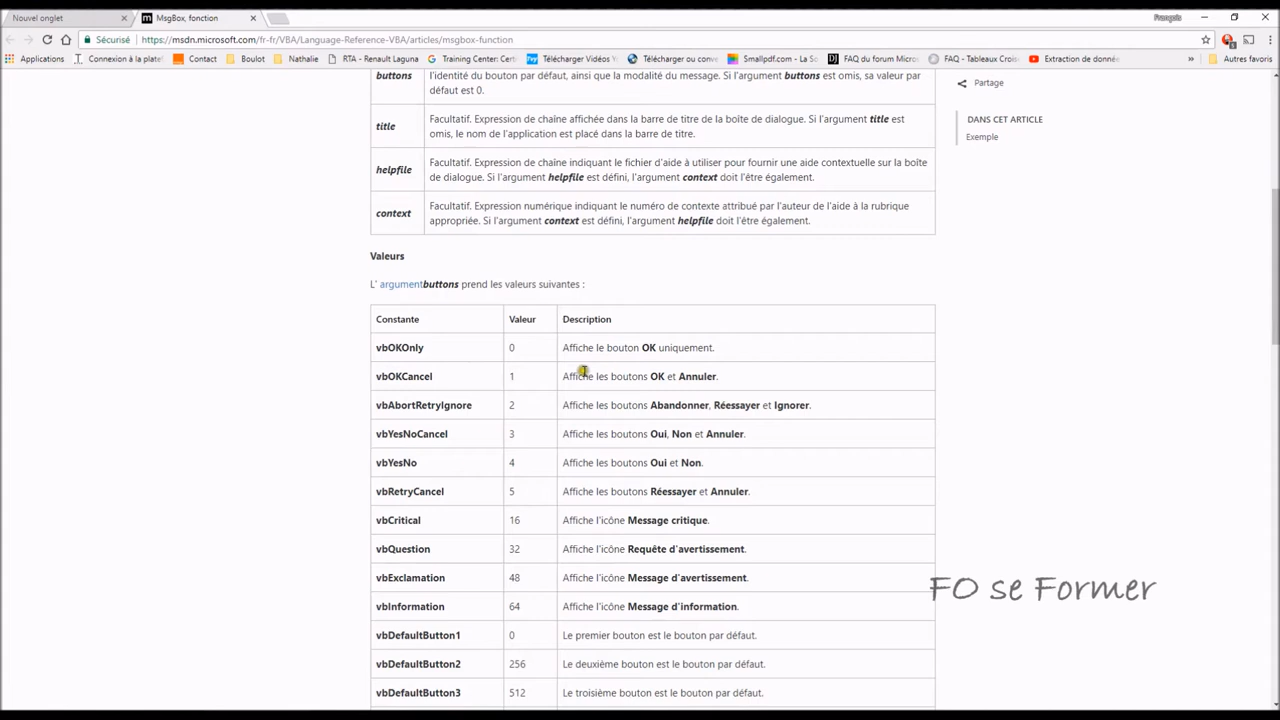 Nouvel onglet
MsgBox, fonction
François
Sécurisé
https://msdn.microsoft.com/fr-fr/VBA/Language-Reference-VBA/articles/msgbox-function
Applications
Connexion à la platef
Contact
Boulot
Nathalie
RTA - Renault Laguna
Training Center: Certi
Télécharger Vidéos Y
Télécharger ou conve
Smallpdf.com - La So
FAQ du forum Micros
FAQ - Tableaux Crois
Extraction de donnée
»
Autres favoris
buttons
l'identité du bouton par défaut, ainsi que la modalité du message. Si l'argument buttons est omis, sa valeur par
défaut est 0.
Partage
title
Facultatif. Expression de chaîne affichée dans la barre de titre de la boîte de dialogue. Si l'argument title est
omis, le nom de l'application est placé dans la barre de titre.
DANS CET ARTICLE
Exemple
helpfile
Facultatif. Expression de chaîne indiquant le fichier d'aide à utiliser pour fournir une aide contextuelle sur la boîte
de dialogue. Si l'argument helpfile est défini, l'argument context doit l'être également.
context
Facultatif. Expression numérique indiquant le numéro de contexte attribué par l'auteur de l'aide à la rubrique
appropriée. Si l'argument context est défini, l'argument helpfile doit l'être également.
Valeurs
L' argumentbuttons prend les valeurs suivantes :
Constante Valeur Description
vbOKOnly 0 Affiche le bouton OK uniquement.
vbOKCancel 1 Affiche les boutons OK et Annuler.
vbAbortRetryIgnore 2 Affiche les boutons Abandonner, Réessayer et Ignorer.
vbYesNoCancel 3 Affiche les boutons Oui, Non et Annuler.
vbYesNo 4 Affiche les boutons Oui et Non.
vbRetryCancel 5 Affiche les boutons Réessayer et Annuler.
vbCritical 16 Affiche l'icône Message critique.
vbQuestion 32 Affiche l'icône Requête d'avertissement.
vbExclamation 48 Affiche l'icône Message d'avertissement.
FO se Former
vbInformation 64 Affiche l'icône Message d'information.
vbDefaultButton1 0 Le premier bouton est le bouton par défaut.
vbDefaultButton2 256 Le deuxième bouton est le bouton par défaut.
vbDefaultButton3 512 Le troisième bouton est le bouton par défaut.